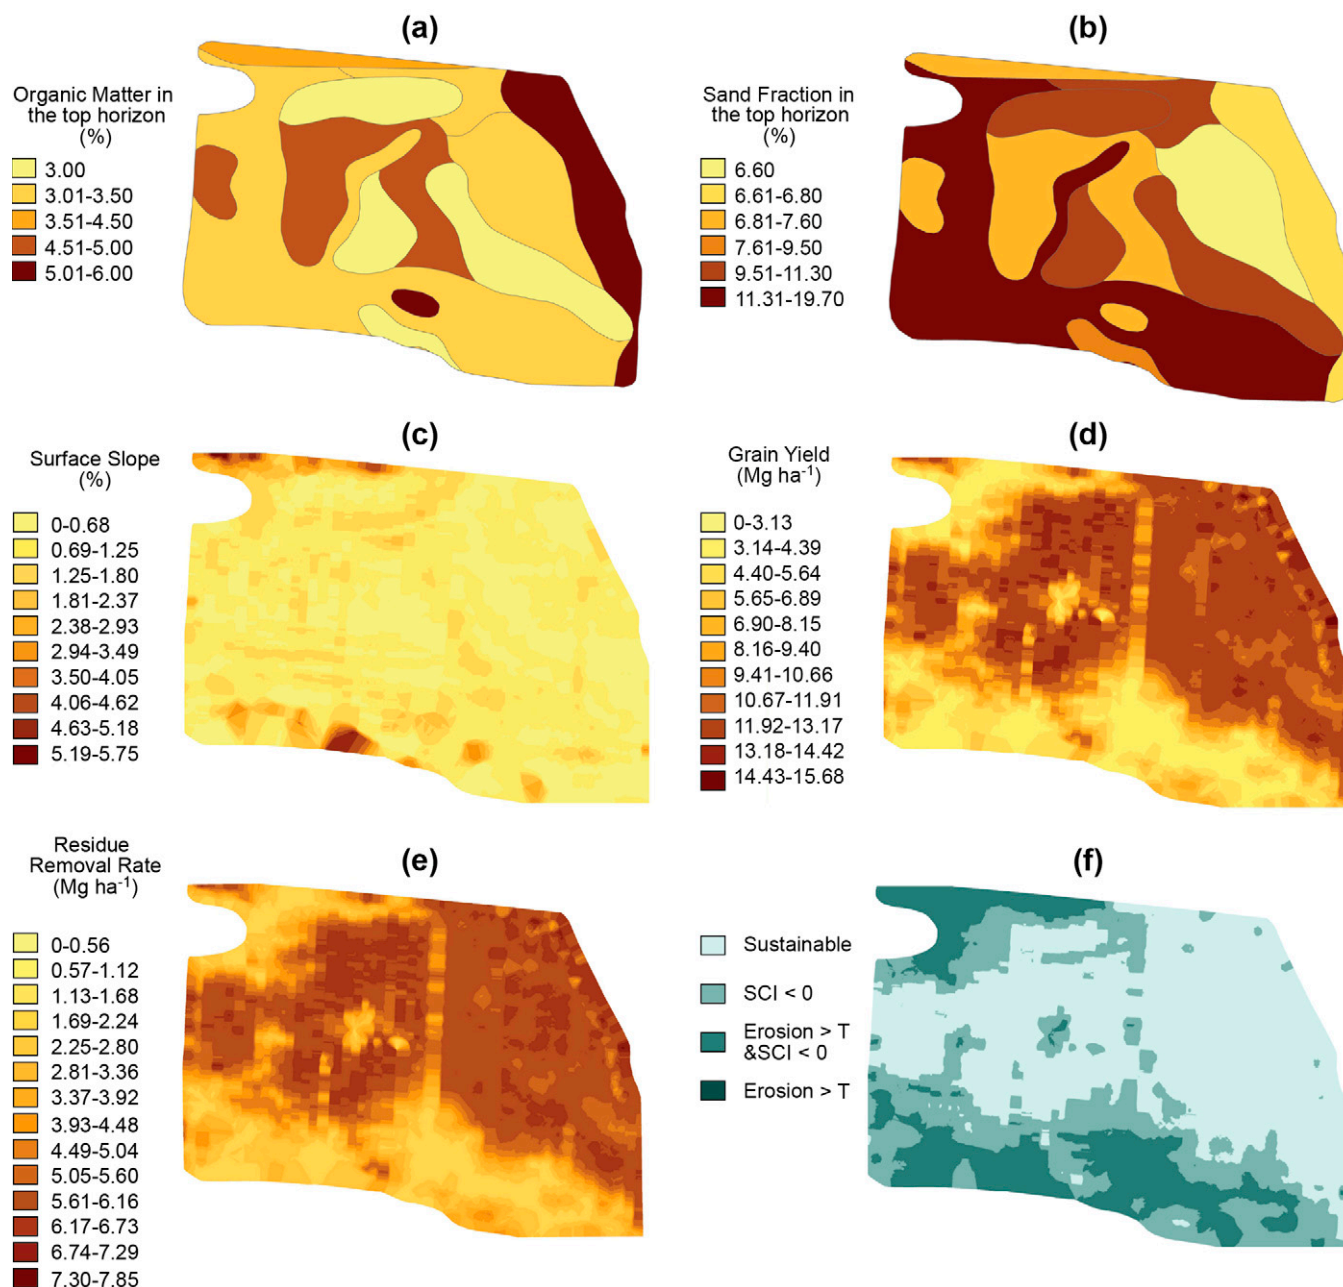 (a)
Organic Matter in
the top horizon
(%)
3.00
3.01-3.50
3.51-4.50
4.51-5.00
5.01-6.00
(b)
Sand Fraction in
the top horizon
(%)
6.60
6.61-6.80
6.81-7.60
7.61-9.50
9.51-11.30
11.31-19.70
(c)
Surface Slope
(%)
0-0.68
0.69-1.25
1.25-1.80
1.81-2.37
2.38-2.93
2.94-3.49
3.50-4.05
4.06-4.62
4.63-5.18
5.19-5.75
(d)
Grain Yield
(Mg ha⁻¹)
0-3.13
3.14-4.39
4.40-5.64
5.65-6.89
6.90-8.15
8.16-9.40
9.41-10.66
10.67-11.91
11.92-13.17
13.18-14.42
14.43-15.68
(e)
Residue
Removal Rate
(Mg ha⁻¹)
0-0.56
0.57-1.12
1.13-1.68
1.69-2.24
2.25-2.80
2.81-3.36
3.37-3.92
3.93-4.48
4.49-5.04
5.05-5.60
5.61-6.16
6.17-6.73
6.74-7.29
7.30-7.85
(f)
Sustainable
SCI < 0
Erosion > T
&SCI < 0
Erosion > T